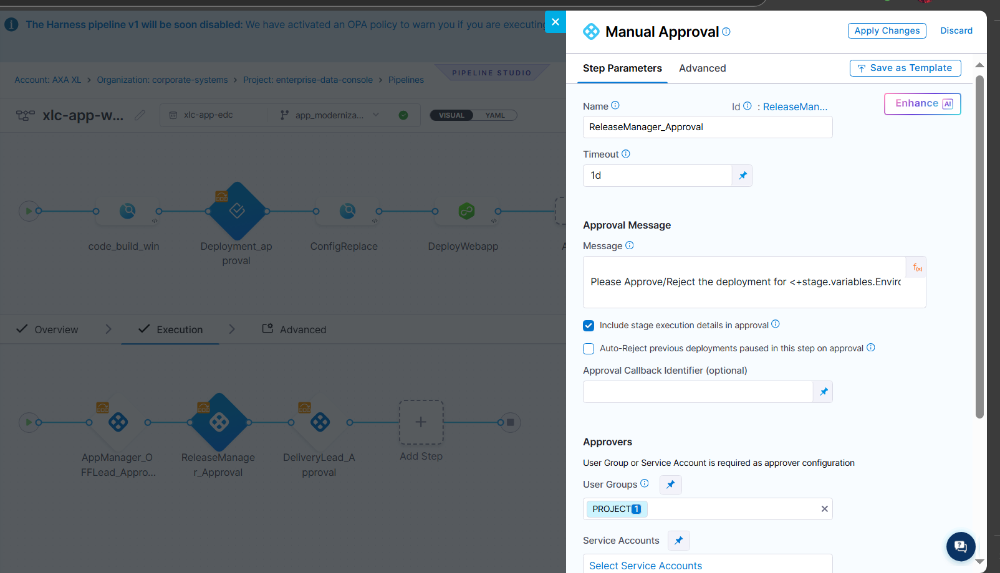 The Harness pipeline v1 will be soon disabled: We have activated an OPA policy to warn you if you are executing
Account: AXA XL > Organization: corporate-systems > Project: enterprise-data-console > Pipelines
PIPELINE STUDIO
xlc-app-w...
xlc-app-edc
app_moderniza...
VISUAL
YAML
code_build_win
Deployment_ap
proval
ConfigReplace
DeployWebapp
A
Overview
Execution
Advanced
AppManager_O
FFLead_Appro...
ReleaseManage
r_Approval
DeliveryLead_A
pproval
Add Step
Manual Approval
Apply Changes
Discard
Step Parameters
Advanced
Save as Template
Name
Id : ReleaseMan...
Enhance AI
ReleaseManager_Approval
Timeout
1d
Approval Message
Message
f(x)
Please Approve/Reject the deployment for <+stage.variables.Enviro
Include stage execution details in approval
Auto-Reject previous deployments paused in this step on approval
Approval Callback Identifier (optional)
Approvers
User Group or Service Account is required as approver configuration
User Groups
PROJECT 1
Service Accounts
Select Service Accounts